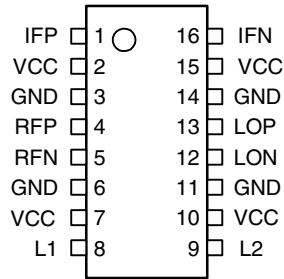 IFP 1 16 IFN
VCC 2 15 VCC
GND 3 14 GND
RFP 4 13 LOP
RFN 5 12 LON
GND 6 11 GND
VCC 7 10 VCC
L1 8 9 L2